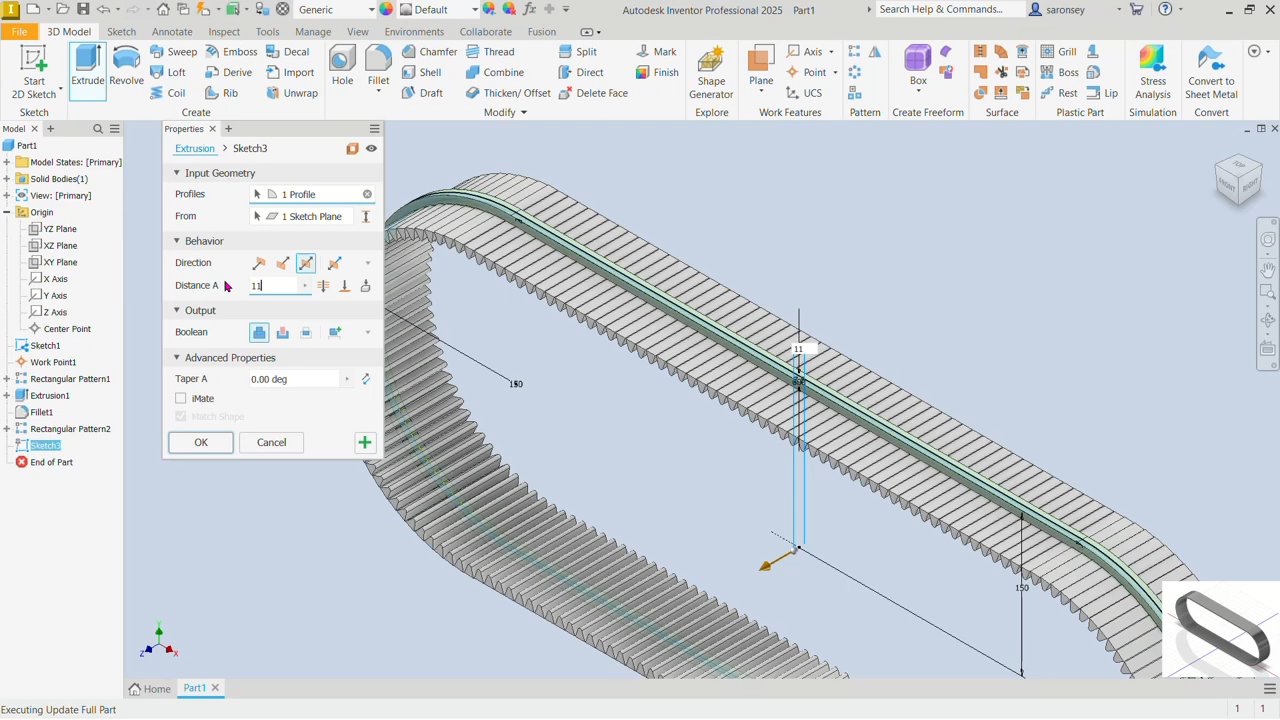 Generic
Default
Autodesk Inventor Professional 2025 Part1
Search Help & Commands...
saronsey
File
3D Model
Sketch
Annotate
Inspect
Tools
Manage
View
Environments
Collaborate
Fusion
Start
2D Sketch
Extrude
Revolve
Sweep
Emboss
Decal
Loft
Derive
Import
Coil
Rib
Unwrap
Hole
Fillet
Chamfer
Thread
Split
Mark
Shell
Combine
Direct
Finish
Draft
Thicken/ Offset
Delete Face
Shape
Generator
Plane
Axis
Point
UCS
Box
Grill
Boss
Rest
Lip
Stress
Analysis
Convert to
Sheet Metal
Sketch
Create
Modify
Explore
Work Features
Pattern
Create Freeform
Surface
Plastic Part
Simulation
Convert
Model
Part1
Model States: [Primary]
Solid Bodies(1)
View: [Primary]
Origin
YZ Plane
XZ Plane
XY Plane
X Axis
Y Axis
Z Axis
Center Point
Sketch1
Work Point1
Rectangular Pattern1
Extrusion1
Fillet1
Rectangular Pattern2
Sketch3
End of Part
Properties
Extrusion > Sketch3
Input Geometry
Profiles
1 Profile
From
1 Sketch Plane
Behavior
Direction
Distance A
11
Output
Boolean
Advanced Properties
Taper A
0.00 deg
iMate
Match Shape
OK
Cancel
TOP
FRONT
RIGHT
11
150
150
Y
Z
X
Home
Part1
Executing Update Full Part
1 1